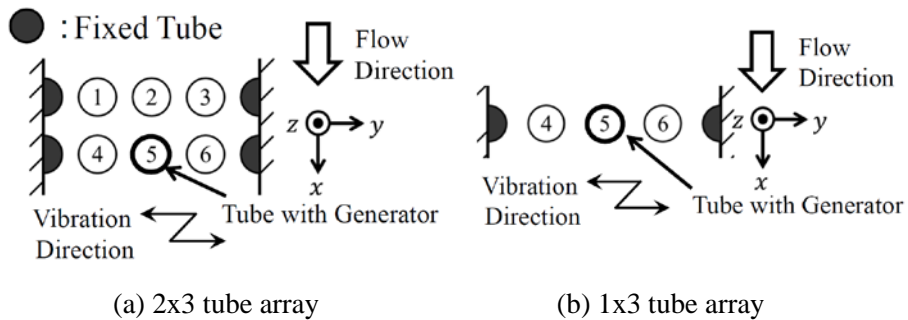 : Fixed Tube
Flow
Direction
1 2 3
z y
4 5 6
x
Vibration
Direction
Tube with Generator
(a) 2x3 tube array
Flow
Direction
4 5 6
z y
x
Vibration
Direction
Tube with Generator
(b) 1x3 tube array